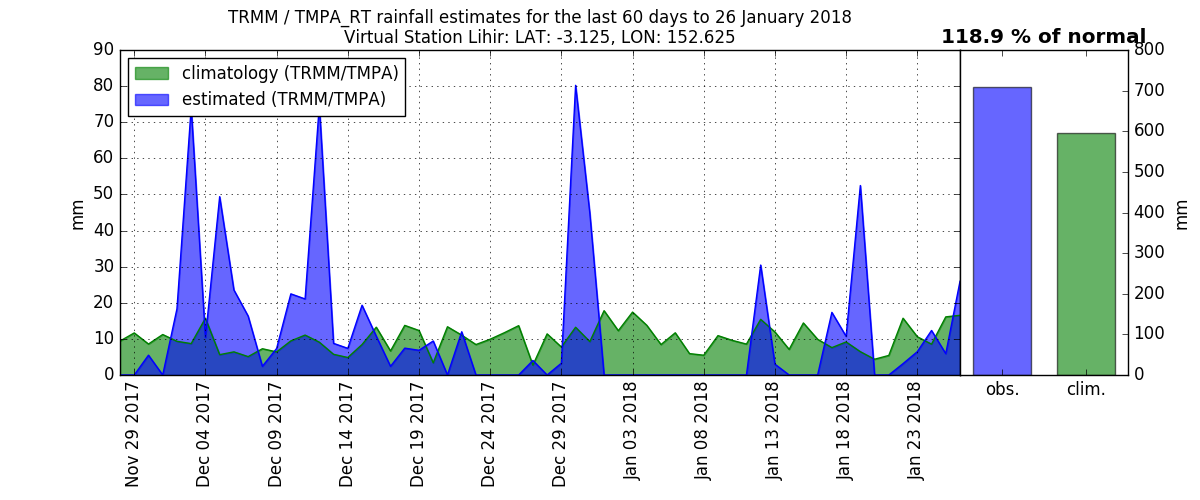 TRMM / TMPA_RT rainfall estimates for the last 60 days to 26 January 2018
Virtual Station Lihir: LAT: -3.125, LON: 152.625
118.9 % of normal
climatology (TRMM/TMPA)
estimated (TRMM/TMPA)
90
80
70
60
50
40
30
20
10
0
mm
Nov 29 2017
Dec 04 2017
Dec 09 2017
Dec 14 2017
Dec 19 2017
Dec 24 2017
Dec 29 2017
Jan 03 2018
Jan 08 2018
Jan 13 2018
Jan 18 2018
Jan 23 2018
obs.
clim.
800
700
600
500
400
300
200
100
0
mm